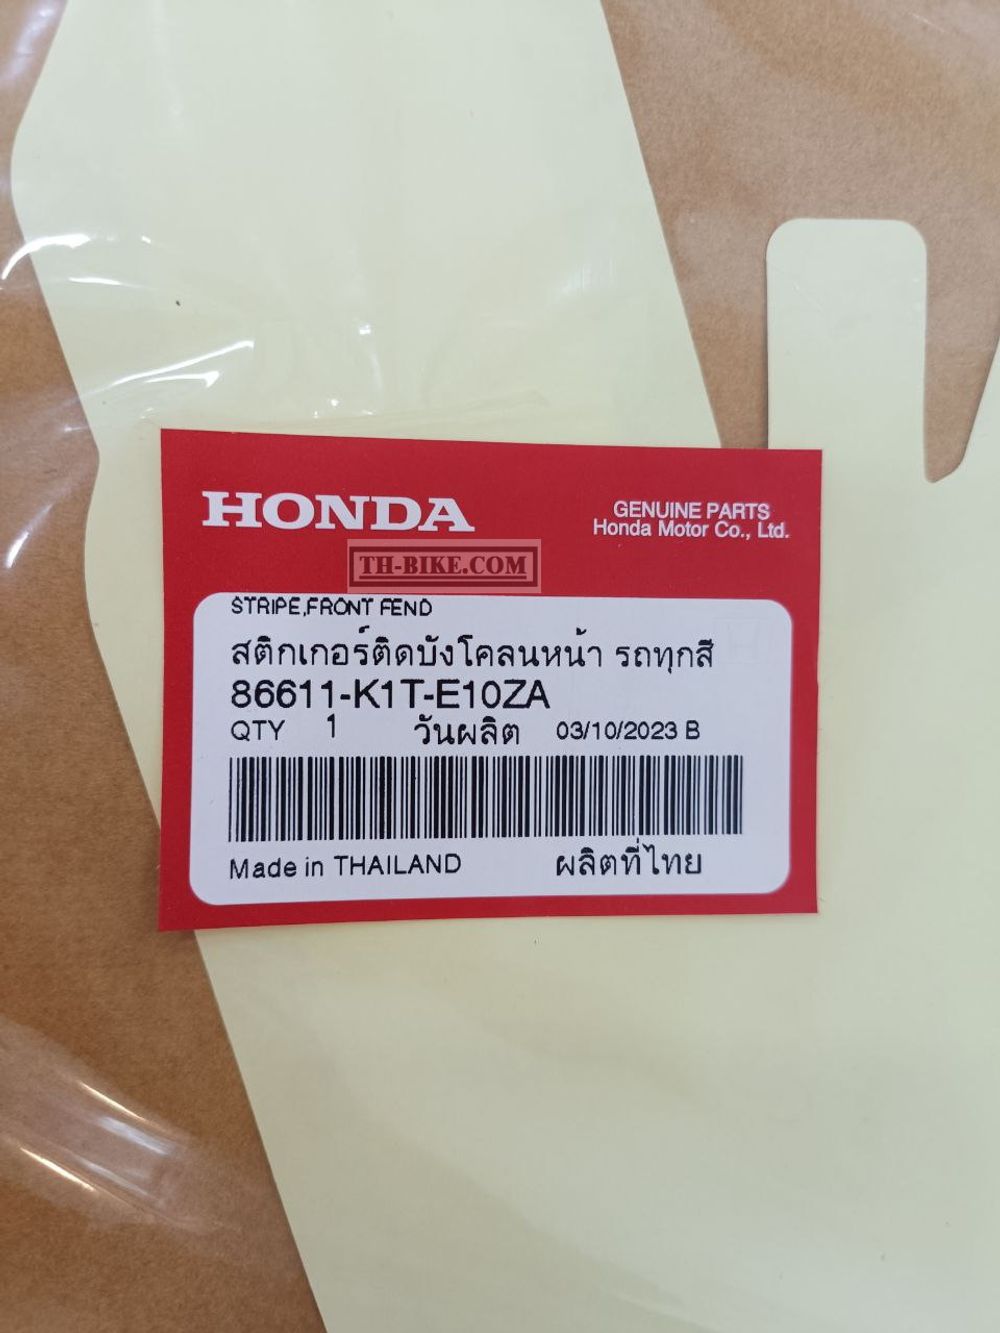 HONDA
GENUINE PARTS
Honda Motor Co., Ltd.
TH-BIKE.COM
STRIPE,FRONT FEND
สติกเกอร์ติดบังโคลนหน้า รถทุกสี
86611-K1T-E10ZA
QTY 1 วันผลิต 03/10/2023 B
Made in THAILAND ผลิตที่ไทย